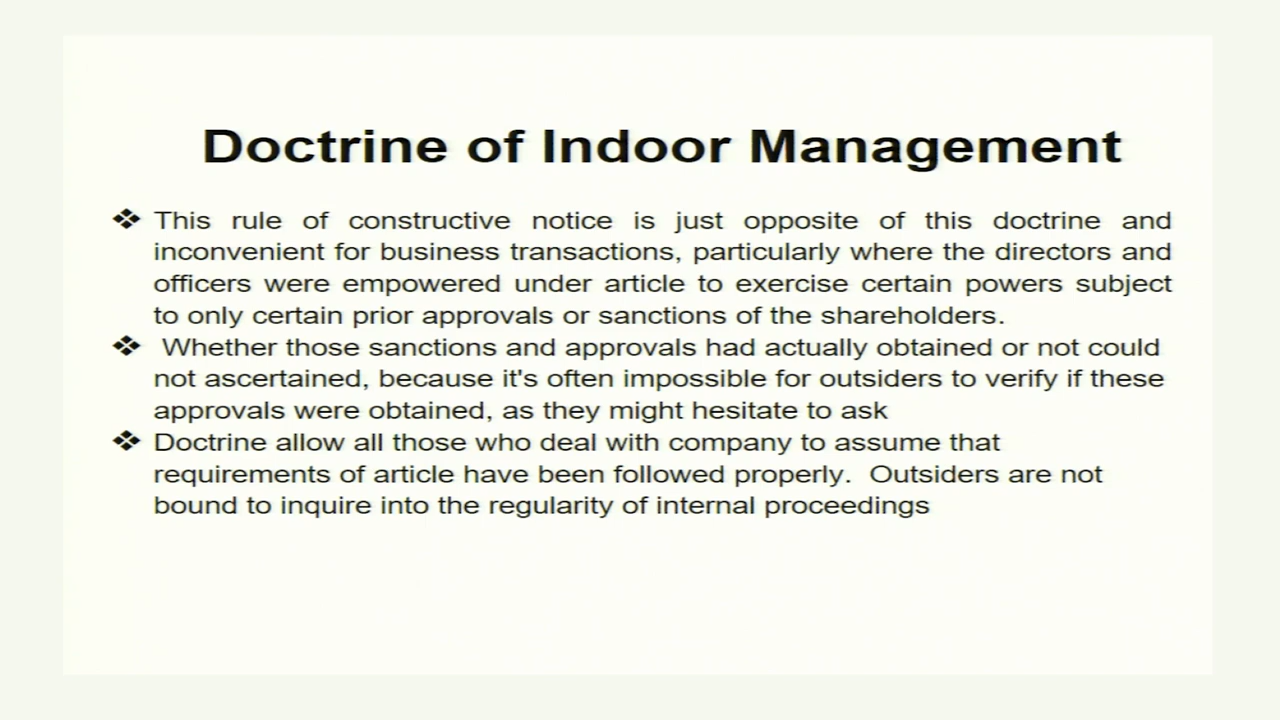 Doctrine of Indoor Management
❖ This rule of constructive notice is just opposite of this doctrine and
inconvenient for business transactions, particularly where the directors and
officers were empowered under article to exercise certain powers subject
to only certain prior approvals or sanctions of the shareholders.
❖ Whether those sanctions and approvals had actually obtained or not could
not ascertained, because it's often impossible for outsiders to verify if these
approvals were obtained, as they might hesitate to ask
❖ Doctrine allow all those who deal with company to assume that
requirements of article have been followed properly. Outsiders are not
bound to inquire into the regularity of internal proceedings